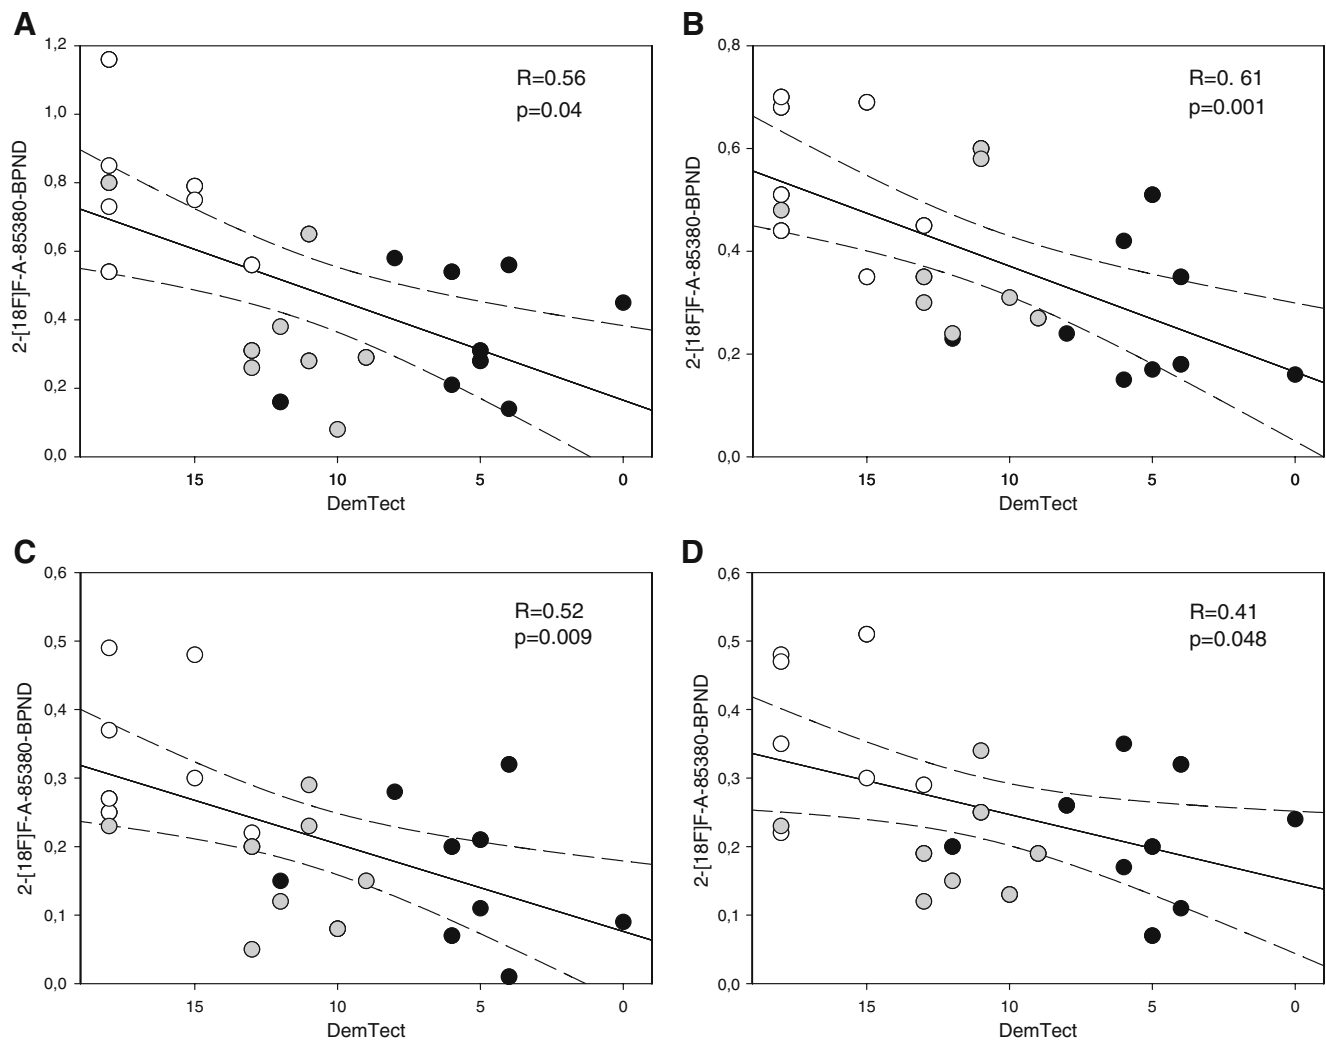 A
B
1,2
1,0
0,8
0,6
0,4
0,2
0,0
2-[18F]F-A-85380-BPND
R=0.56
p=0.04
15
10
5
0
DemTect
0,8
0,6
0,4
0,2
0,0
2-[18F]F-A-85380-BPND
R=0. 61
p=0.001
15
10
5
0
DemTect
C
D
0,6
0,5
0,4
0,3
0,2
0,1
0,0
2-[18F]F-A-85380-BPND
R=0.52
p=0.009
15
10
5
0
DemTect
0,6
0,5
0,4
0,3
0,2
0,1
0,0
2-[18F]F-A-85380-BPND
R=0.41
p=0.048
15
10
5
0
DemTect